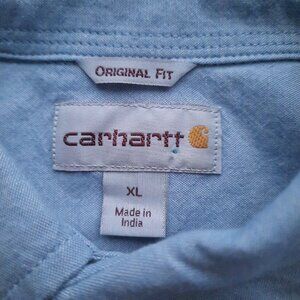 ORIGINAL FIT
carhartt
XL
Made in
India